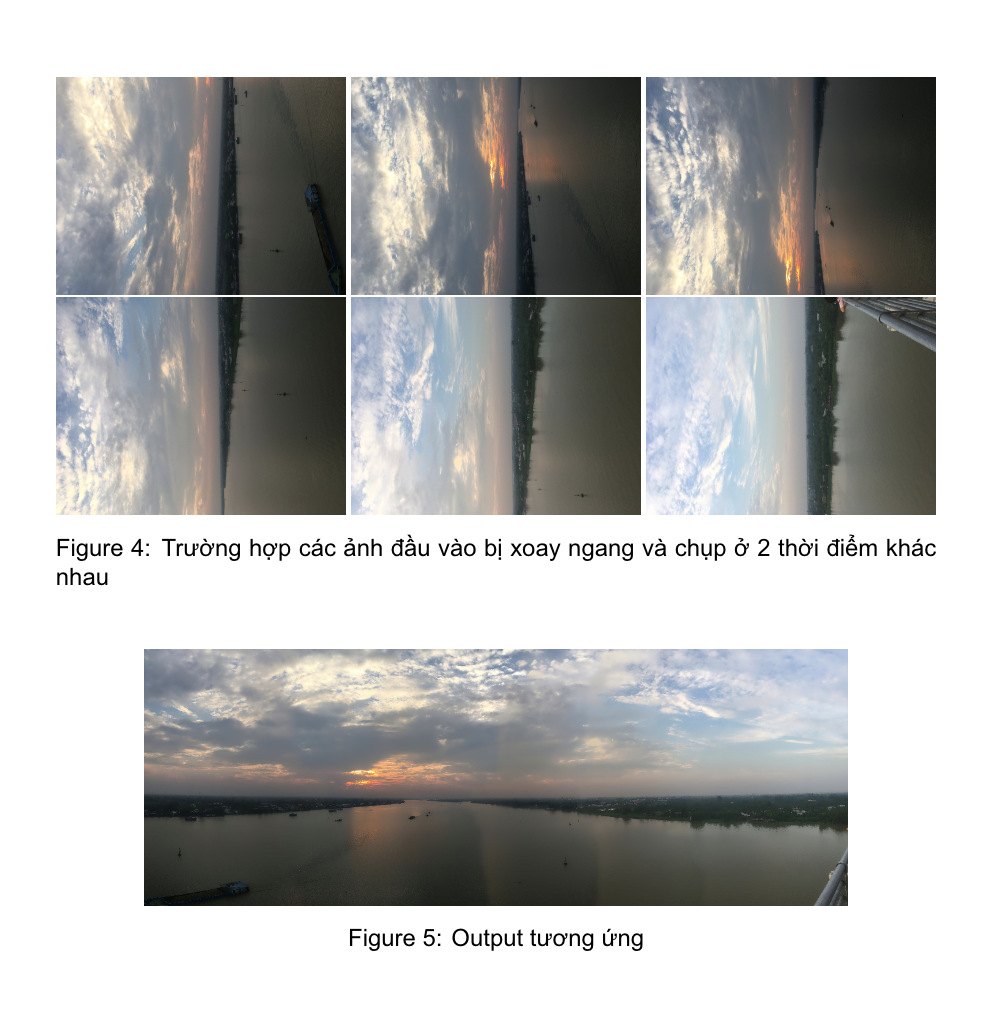 Figure 4: Trường hợp các ảnh đầu vào bị xoay ngang và chụp ở 2 thời điểm khác
nhau
Figure 5: Output tương ứng